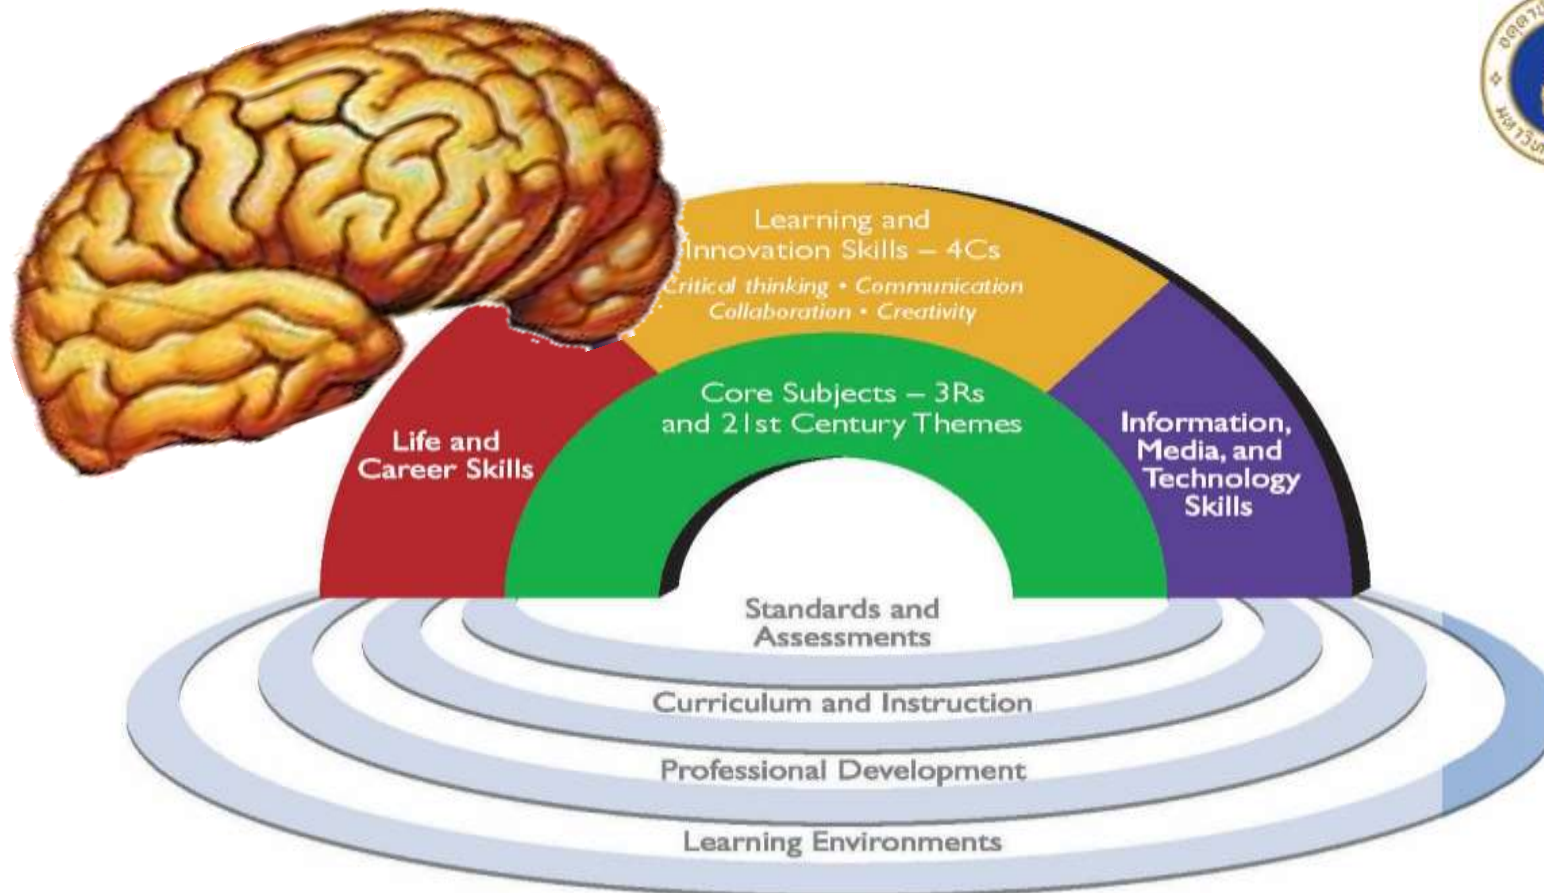 Learning and
Innovation Skills – 4Cs
Critical thinking • Communication
Collaboration • Creativity
Core Subjects – 3Rs
and 21st Century Themes
Life and
Career Skills
Information,
Media, and
Technology
Skills
Standards and
Assessments
Curriculum and Instruction
Professional Development
Learning Environments